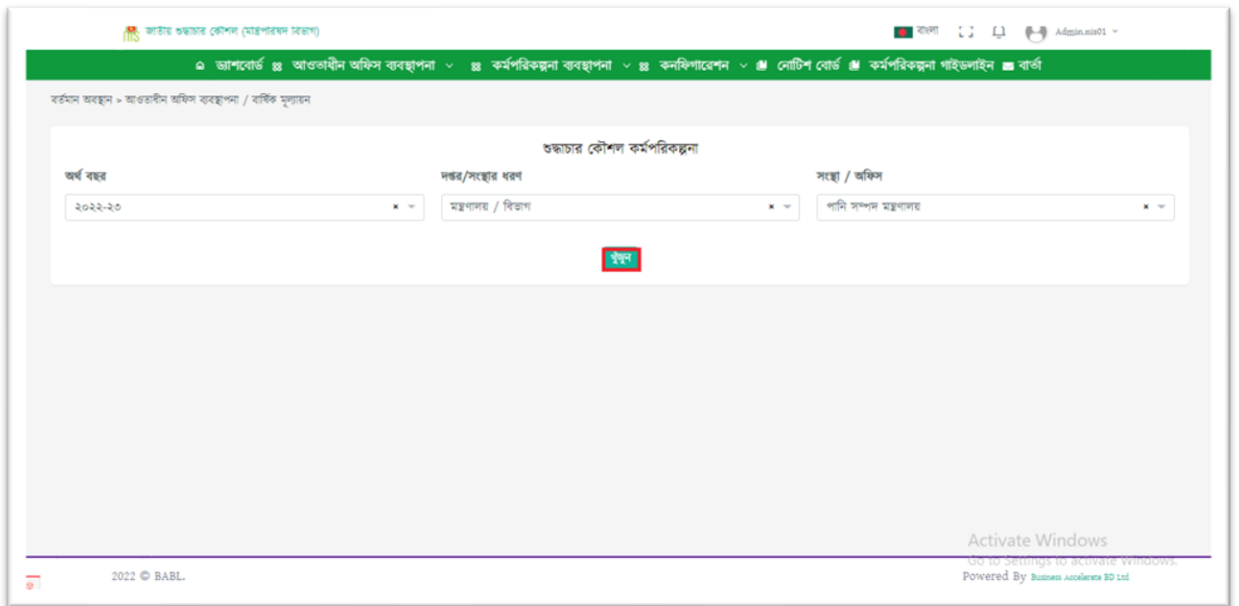 জাতীয় শুদ্ধাচার কৌশল (মন্ত্রিপরিষদ বিভাগ)
বাংলা Admin.nis01
ড্যাশবোর্ড আওতাধীন অফিস ব্যবস্থাপনা কর্মপরিকল্পনা ব্যবস্থাপনা কনফিগারেশন নোটিশ বোর্ড কর্মপরিকল্পনা গাইডলাইন বার্তা
বর্তমান অবস্থান > আওতাধীন অফিস ব্যবস্থাপনা / বার্ষিক মূল্যায়ন
শুদ্ধাচার কৌশল কর্মপরিকল্পনা
অর্থ বছর দপ্তর/সংস্থার ধরণ সংস্থা / অফিস
২০২২-২৩ × মন্ত্রণালয় / বিভাগ × পানি সম্পদ মন্ত্রণালয় ×
খুঁজুন
Activate Windows
Go to Settings to activate Windows.
2022 © BABL. Powered By Business Accelerate BD Ltd